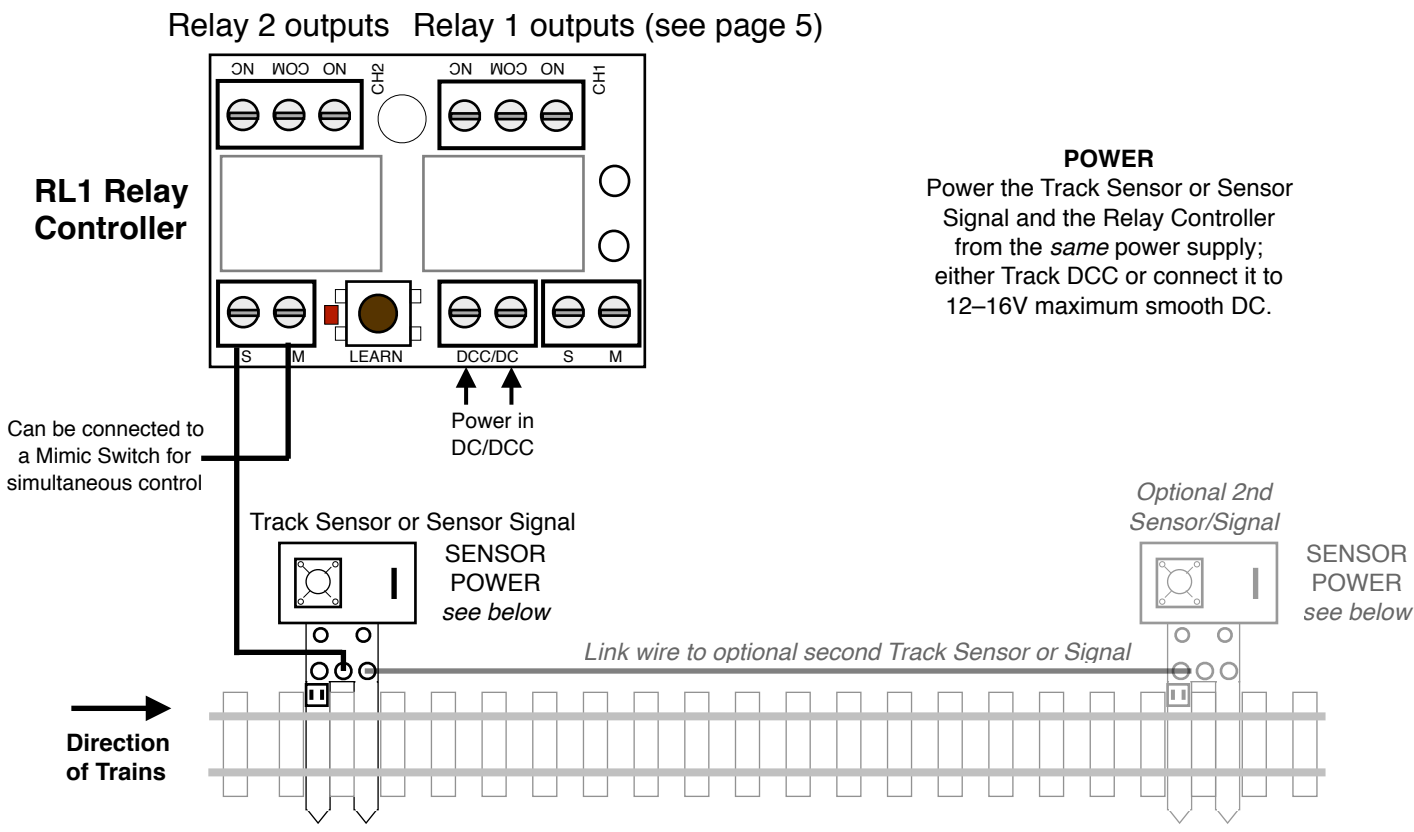 Relay 2 outputs Relay 1 outputs (see page 5)
NC COM NO CH2 NC COM NO CH1
RL1 Relay
Controller
POWER
Power the Track Sensor or Sensor
Signal and the Relay Controller
from the same power supply;
either Track DCC or connect it to
12–16V maximum smooth DC.
S M LEARN DCC/DC S M
Power in
DC/DCC
Can be connected to
a Mimic Switch for
simultaneous control
Track Sensor or Sensor Signal
SENSOR
POWER
see below
Optional 2nd
Sensor/Signal
SENSOR
POWER
see below
Link wire to optional second Track Sensor or Signal
Direction
of Trains